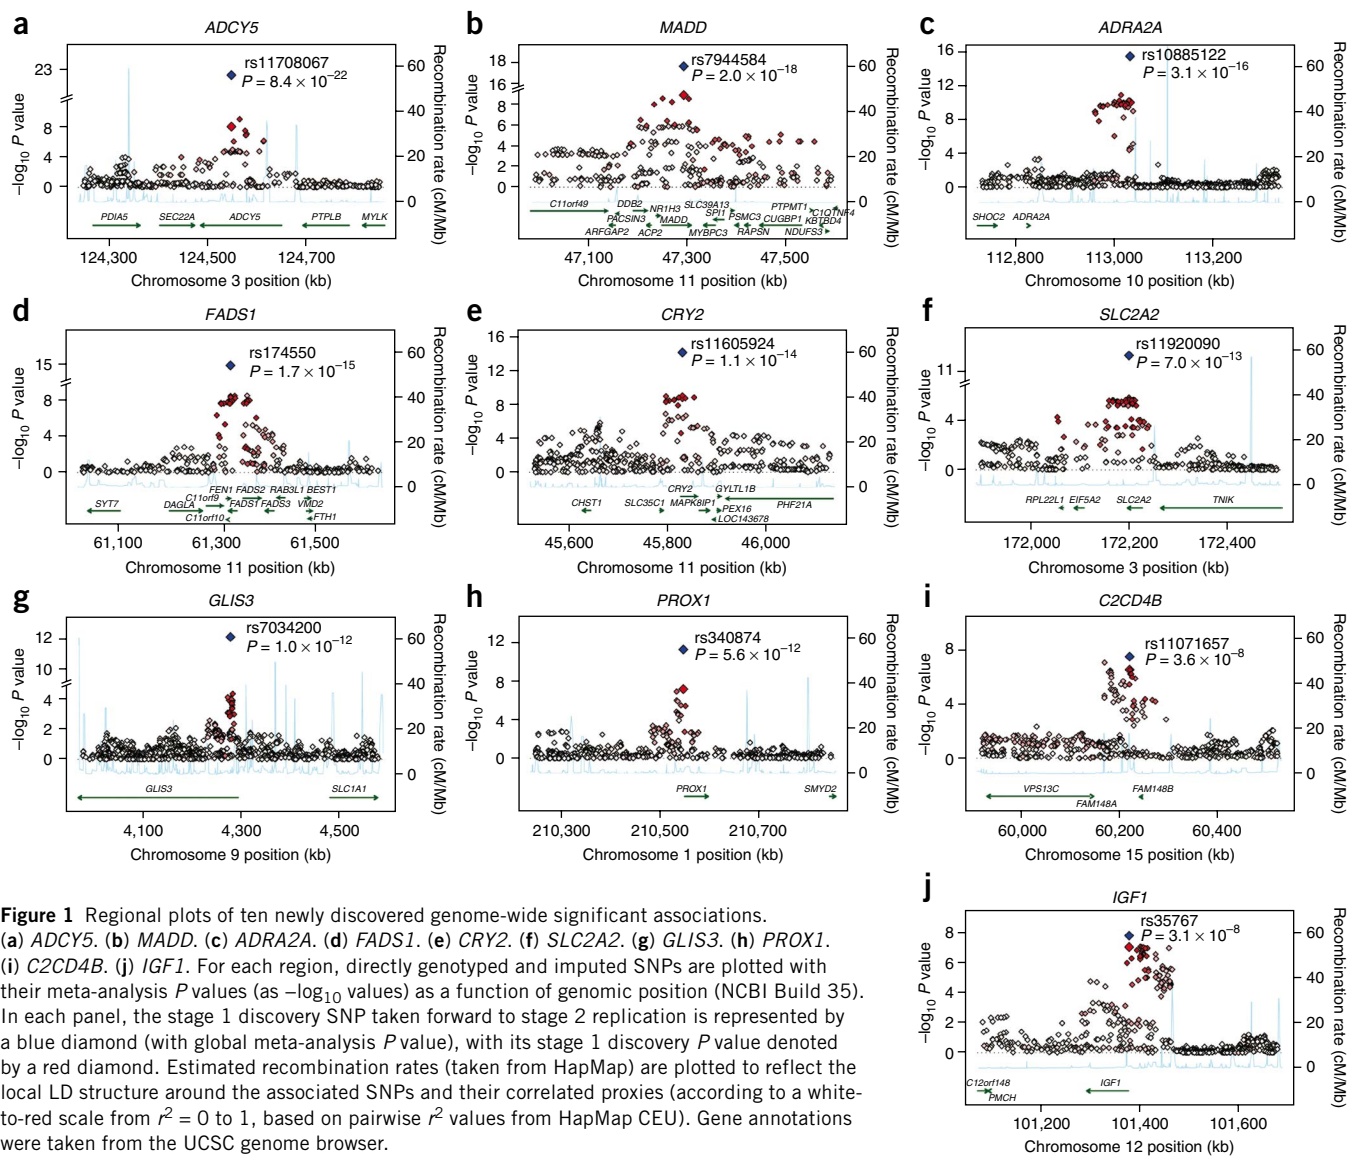 a
ADCY5
rs11708067
P = 8.4 × 10−22
23
8
4
0
−log10 P value
60
40
20
0
Recombination rate (cM/Mb)
PDIA5
SEC22A
ADCY5
PTPLB
MYLK
124,300
124,500
124,700
Chromosome 3 position (kb)
b
MADD
rs7944584
P = 2.0 × 10−18
18
16
8
6
4
2
0
−log10 P value
60
40
20
0
Recombination rate (cM/Mb)
C11orf49
DDB2
SLC39A13
PTPMT1
C1QTNF4
PACSIN3
NR1H3
SPI1
PSMC3
KBTBD4
MADD
CUGBP1
ARFGAP2
ACP2
MYBPC3
RAPSN
NDUFS3
47,100
47,300
47,500
Chromosome 11 position (kb)
c
ADRA2A
rs10885122
P = 3.1 × 10−16
16
12
8
4
0
−log10 P value
60
40
20
0
Recombination rate (cM/Mb)
SHOC2
ADRA2A
112,800
113,000
113,200
Chromosome 10 position (kb)
d
FADS1
rs174550
P = 1.7 × 10−15
15
8
4
0
−log10 P value
60
40
20
0
Recombination rate (cM/Mb)
FEN1
FADS2
RAB3L1
BEST1
C11orf9
SYT7
DAGLA
FADS1
FADS3
VMD2
C11orf10
FTH1
61,100
61,300
61,500
Chromosome 11 position (kb)
e
CRY2
rs11605924
P = 1.1 × 10−14
16
12
8
4
0
−log10 P value
60
40
20
0
Recombination rate (cM/Mb)
CRY2
GYLTL1B
CHST1
SLC35C1
MAPK8IP1
PHF21A
PEX16
LOC143678
45,600
45,800
46,000
Chromosome 11 position (kb)
f
SLC2A2
rs11920090
P = 7.0 × 10−13
11
4
0
−log10 P value
60
40
20
0
Recombination rate (cM/Mb)
RPL22L1
EIF5A2
SLC2A2
TNIK
172,000
172,200
172,400
Chromosome 3 position (kb)
g
GLIS3
rs7034200
P = 1.0 × 10−12
12
10
4
2
0
−log10 P value
60
40
20
0
Recombination rate (cM/Mb)
GLIS3
SLC1A1
4,100
4,300
4,500
Chromosome 9 position (kb)
h
PROX1
rs340874
P = 5.6 × 10−12
12
8
4
0
−log10 P value
60
40
20
0
Recombination rate (cM/Mb)
PROX1
SMYD2
210,300
210,500
210,700
Chromosome 1 position (kb)
i
C2CD4B
rs11071657
P = 3.6 × 10−8
8
4
0
−log10 P value
60
40
20
0
Recombination rate (cM/Mb)
VPS13C
FAM148A
FAM148B
60,000
60,200
60,400
Chromosome 15 position (kb)
j
IGF1
rs35767
P = 3.1 × 10−8
8
6
4
2
0
−log10 P value
60
40
20
0
Recombination rate (cM/Mb)
C12orf148
PMCH
IGF1
101,200
101,400
101,600
Chromosome 12 position (kb)
Figure 1 Regional plots of ten newly discovered genome-wide significant associations.
(a) ADCY5. (b) MADD. (c) ADRA2A. (d) FADS1. (e) CRY2. (f) SLC2A2. (g) GLIS3. (h) PROX1.
(i) C2CD4B. (j) IGF1. For each region, directly genotyped and imputed SNPs are plotted with
their meta-analysis P values (as −log10 values) as a function of genomic position (NCBI Build 35).
In each panel, the stage 1 discovery SNP taken forward to stage 2 replication is represented by
a blue diamond (with global meta-analysis P value), with its stage 1 discovery P value denoted
by a red diamond. Estimated recombination rates (taken from HapMap) are plotted to reflect the
local LD structure around the associated SNPs and their correlated proxies (according to a white-
to-red scale from r2 = 0 to 1, based on pairwise r2 values from HapMap CEU). Gene annotations
were taken from the UCSC genome browser.